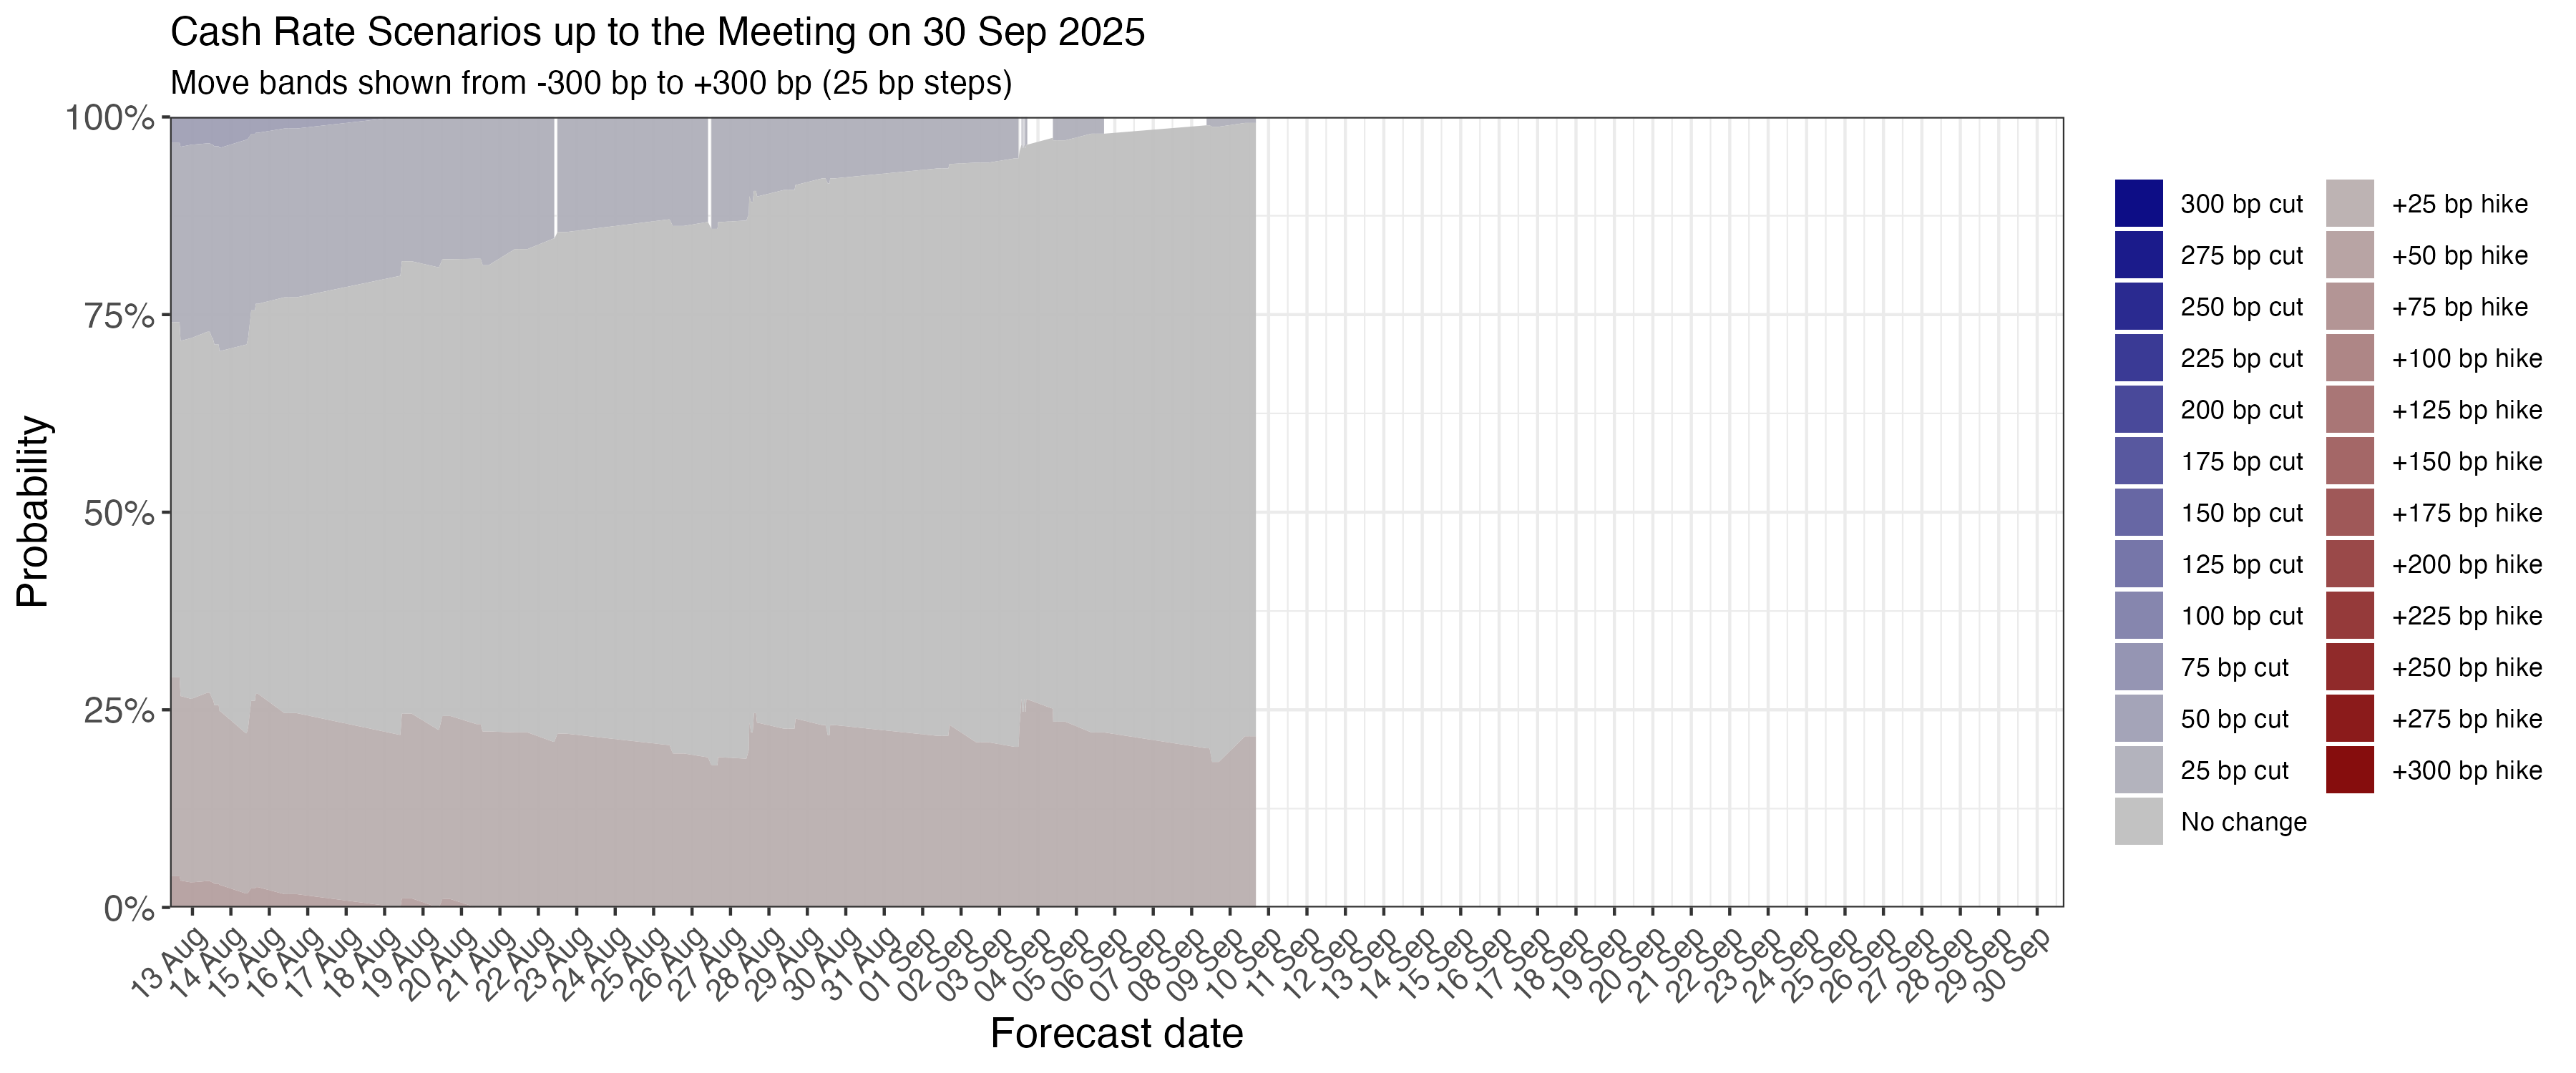 Cash Rate Scenarios up to the Meeting on 30 Sep 2025
Move bands shown from -300 bp to +300 bp (25 bp steps)
Probability
100%
75%
50%
25%
0%
13 Aug
14 Aug
15 Aug
16 Aug
17 Aug
18 Aug
19 Aug
20 Aug
21 Aug
22 Aug
23 Aug
24 Aug
25 Aug
26 Aug
27 Aug
28 Aug
29 Aug
30 Aug
31 Aug
01 Sep
02 Sep
03 Sep
04 Sep
05 Sep
06 Sep
07 Sep
08 Sep
09 Sep
10 Sep
11 Sep
12 Sep
13 Sep
14 Sep
15 Sep
16 Sep
17 Sep
18 Sep
19 Sep
20 Sep
21 Sep
22 Sep
23 Sep
24 Sep
25 Sep
26 Sep
27 Sep
28 Sep
29 Sep
30 Sep
Forecast date
300 bp cut
275 bp cut
250 bp cut
225 bp cut
200 bp cut
175 bp cut
150 bp cut
125 bp cut
100 bp cut
75 bp cut
50 bp cut
25 bp cut
No change
+25 bp hike
+50 bp hike
+75 bp hike
+100 bp hike
+125 bp hike
+150 bp hike
+175 bp hike
+200 bp hike
+225 bp hike
+250 bp hike
+275 bp hike
+300 bp hike